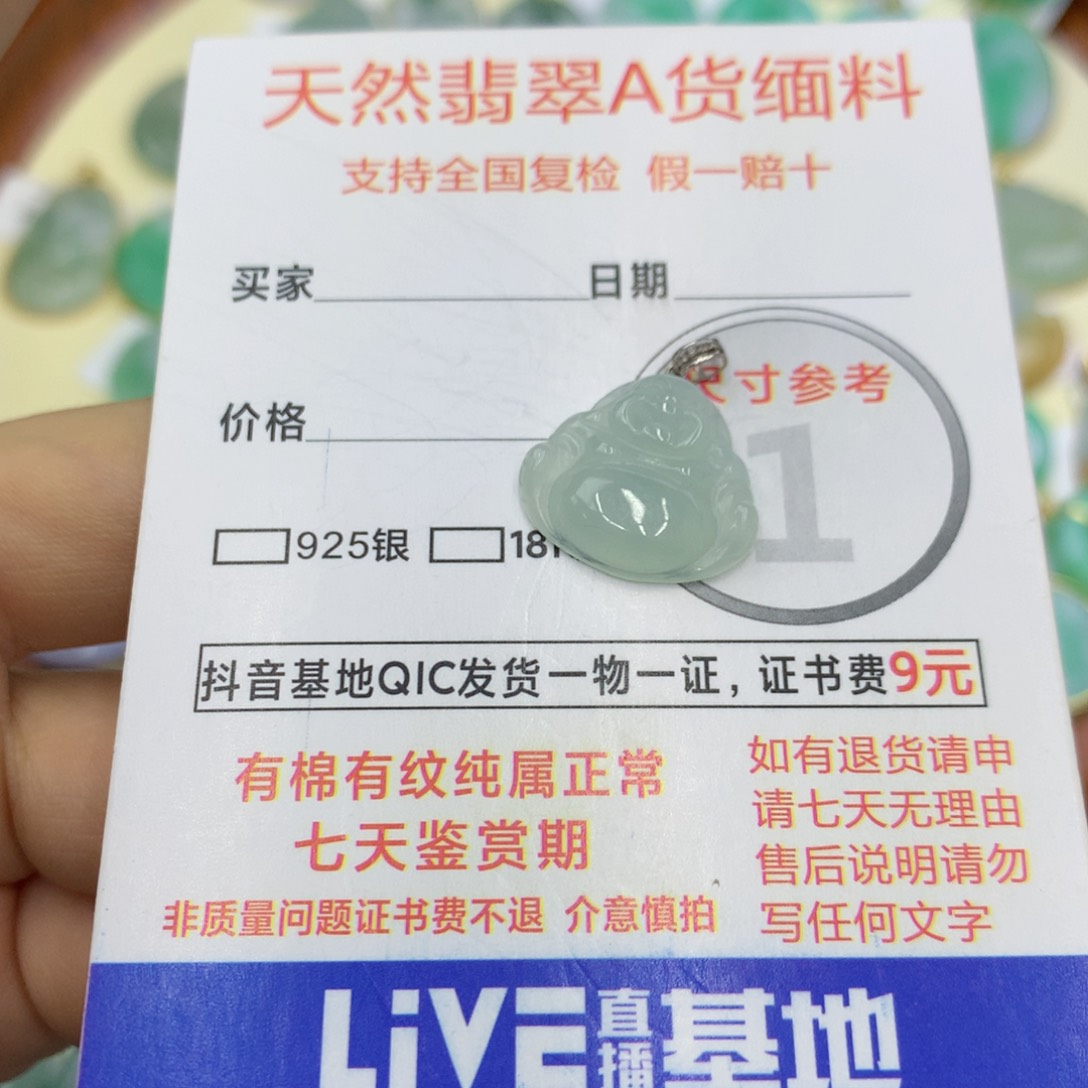 天然翡翠A货缅料
支持全国复检 假一赔十
买家 日期
寸参考
价格
1
925银 18
抖音基地QIC发货一物一证，证书费9元
有棉有纹纯属正常
七天鉴赏期
非质量问题证书费不退 介意慎拍
如有退货请申
请七天无理由
售后说明请勿
写任何文字
LiVE直播基地